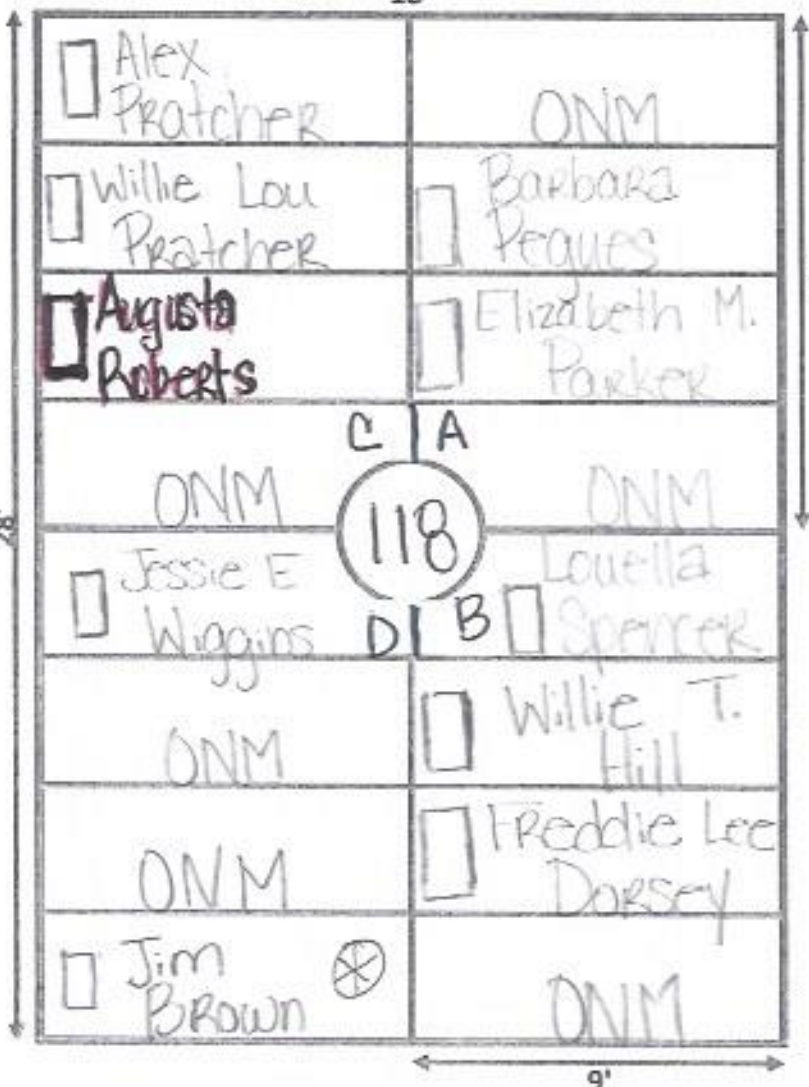 Alex
Pratcher
ONM
Willie Lou
Pratcher
Barbara
Pegues
Augusta
Roberts
Elizabeth M.
Parker
C A
ONM
ONM
118
Jessie E
Wiggins
Louella
Spencer
D B
ONM
Willie T.
Hill
ONM
Freddie Lee
Dorsey
Jim
Brown
ONM
9'